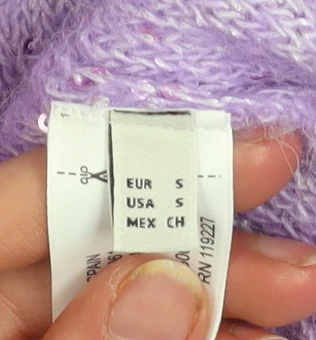 EUR S
USA S
MEX CH
RN 119227